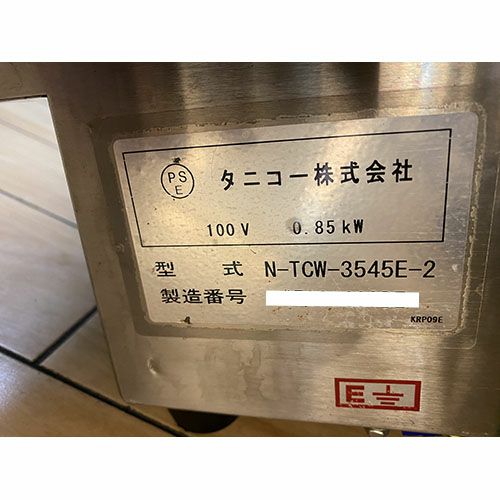 PS
E
タニコー株式会社
100V 0.85kW
型 式 N-TCW-3545E-2
製造番号
KRP09E
E